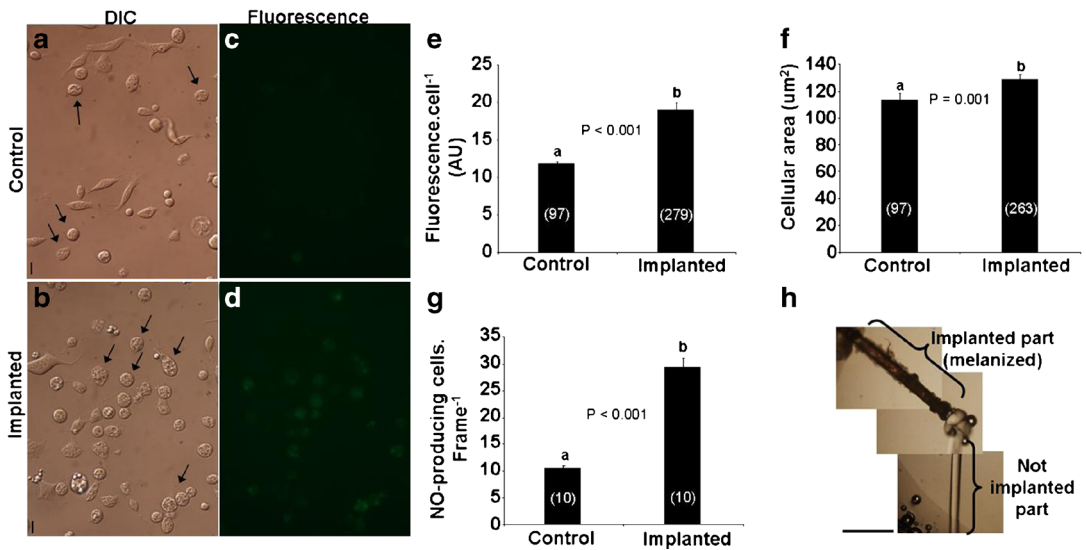 DIC
Fluorescence
Control
Implanted
a
c
b
d
e
Fluorescence.cell-1
(AU)
25
20
15
10
5
0
a
b
P < 0.001
(97)
(279)
Control
Implanted
f
Cellular area (um2)
140
120
100
80
60
40
20
0
a
b
P = 0.001
(97)
(263)
Control
Implanted
g
NO-producing cells.
Frame-1
35
30
25
20
15
10
5
0
a
b
P < 0.001
(10)
(10)
Control
Implanted
h
Implanted part
(melanized)
Not
implanted
part